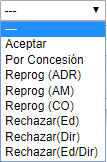 ---
---
Aceptar
Por Concesión
Reprog (ADR)
Reprog (AM)
Reprog (CO)
Rechazar(Ed)
Rechazar(Dir)
Rechazar(Ed/Dir)